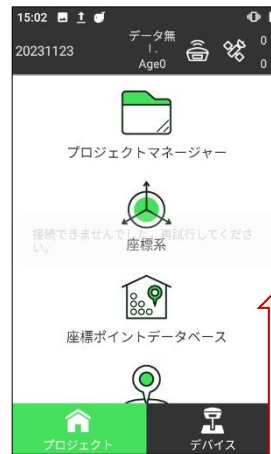 15:02
データ無
20231123
し.
0
Age0
0
プロジェクトマネージャー
接続できませんでした。再試行してくださ
い。
座標系
座標ポイントデータベース
プロジェクト
デバイス